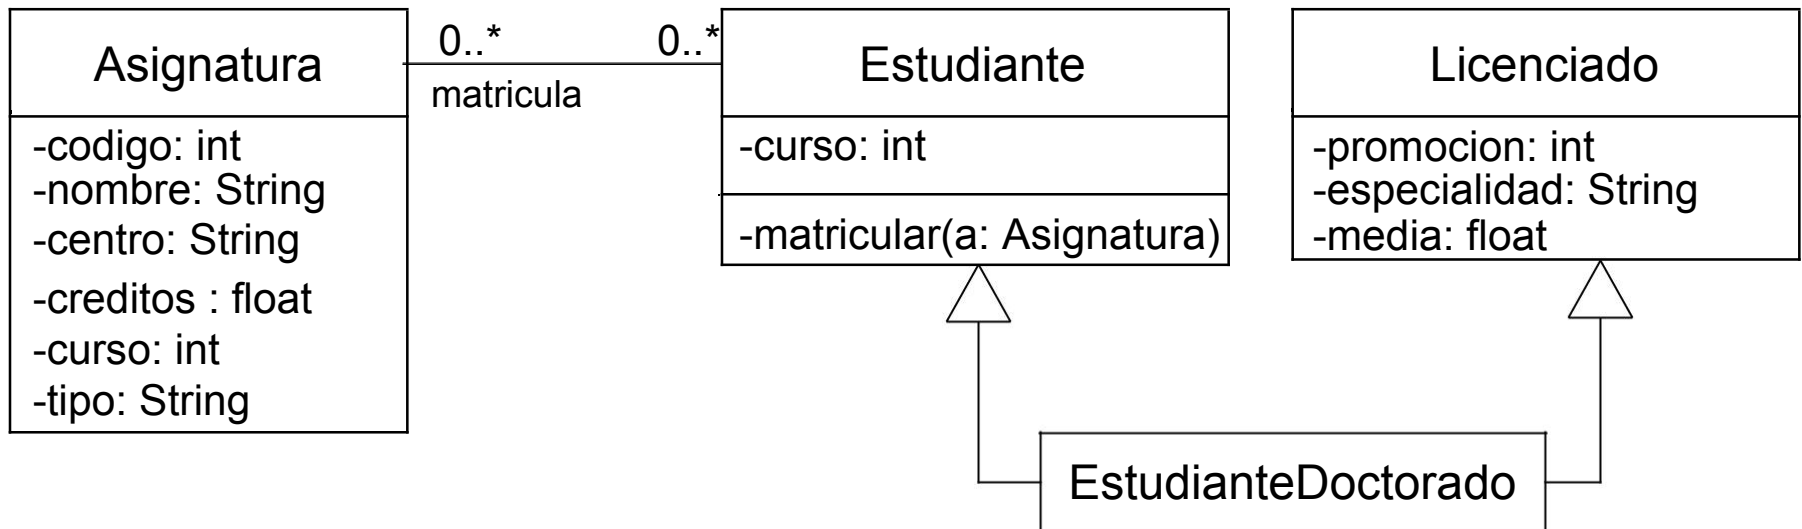 Asignatura
-codigo: int
-nombre: String
-centro: String
-creditos : float
-curso: int
-tipo: String
0..*
0..*
matricula
Estudiante
-curso: int
-matricular(a: Asignatura)
Licenciado
-promocion: int
-especialidad: String
-media: float
EstudianteDoctorado